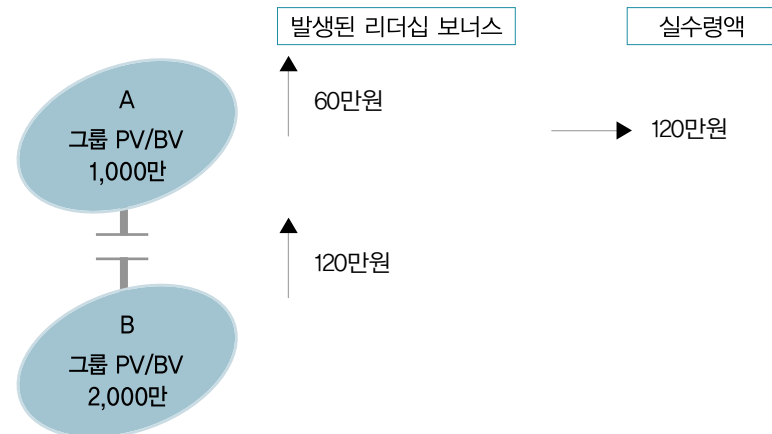 발생된 리더십 보너스
실수령액
A
그룹 PV/BV
1,000만
60만원
120만원
120만원
B
그룹 PV/BV
2,000만